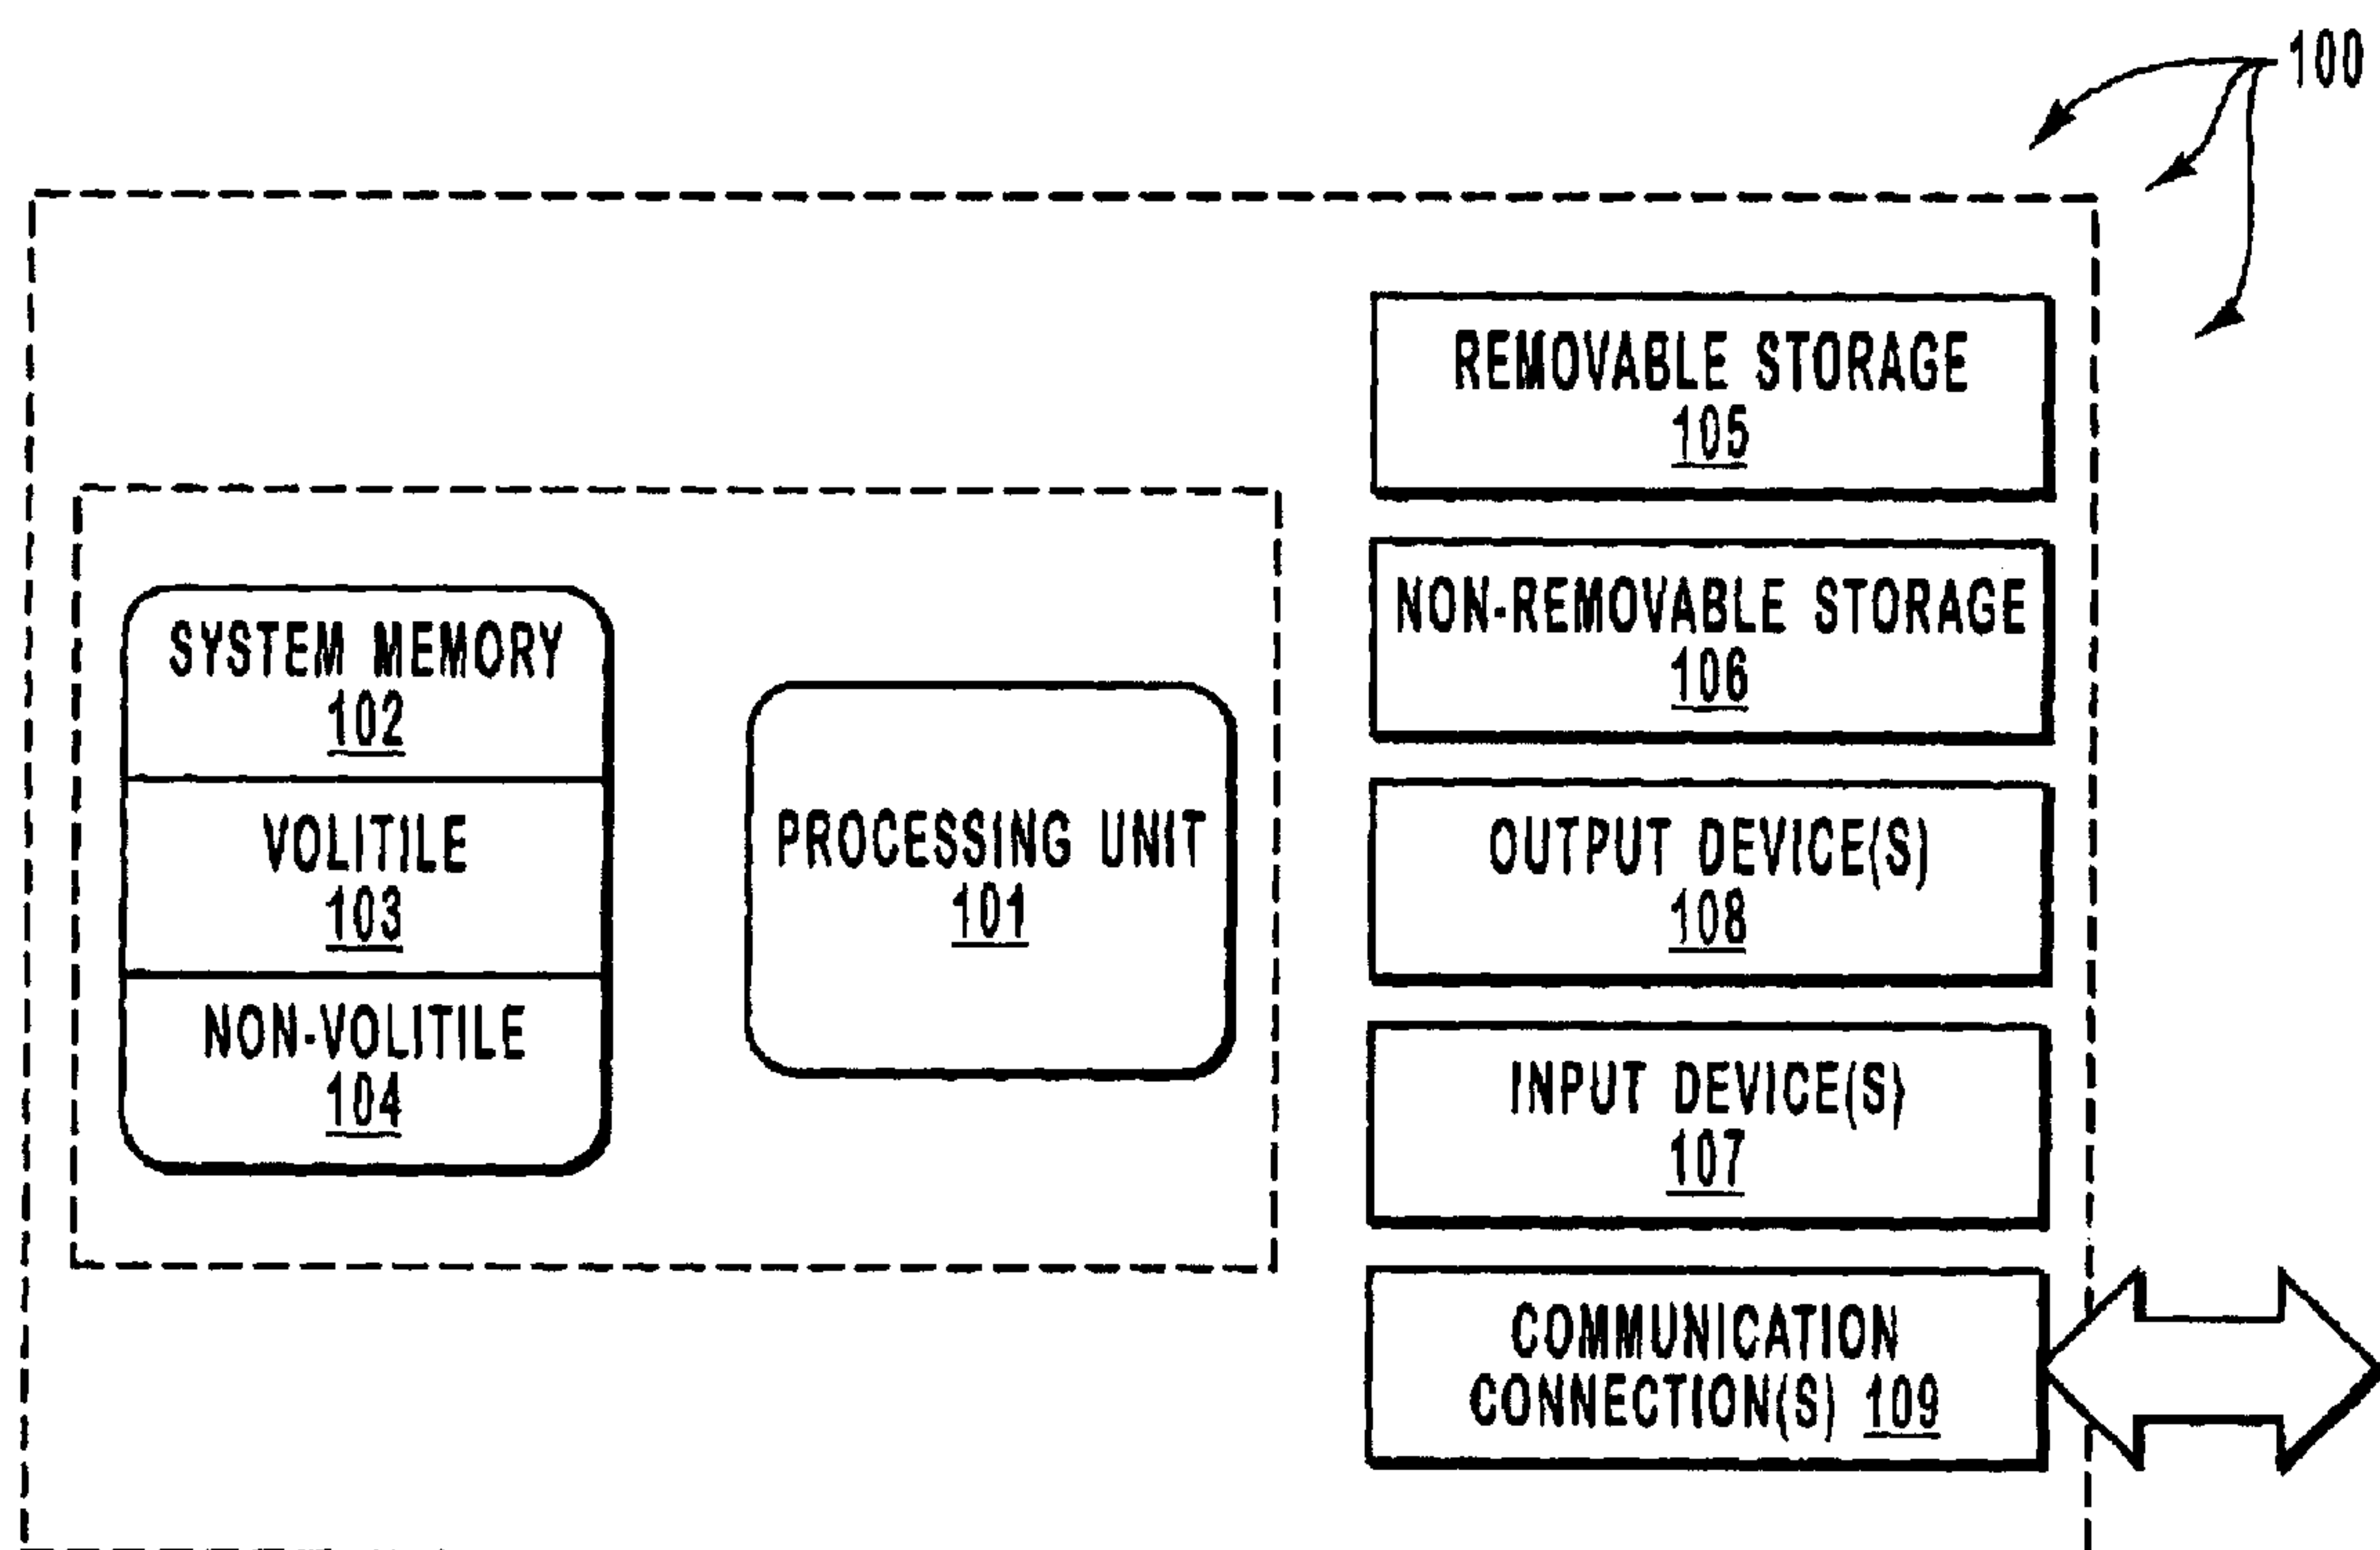 100
REMOVABLE STORAGE
105
NON-REMOVABLE STORAGE
106
SYSTEM MEMORY
102
VOLITILE
103
NON-VOLITILE
104
PROCESSING UNIT
101
OUTPUT DEVICE(S)
108
INPUT DEVICE(S)
107
COMMUNICATION
CONNECTION(S) 109